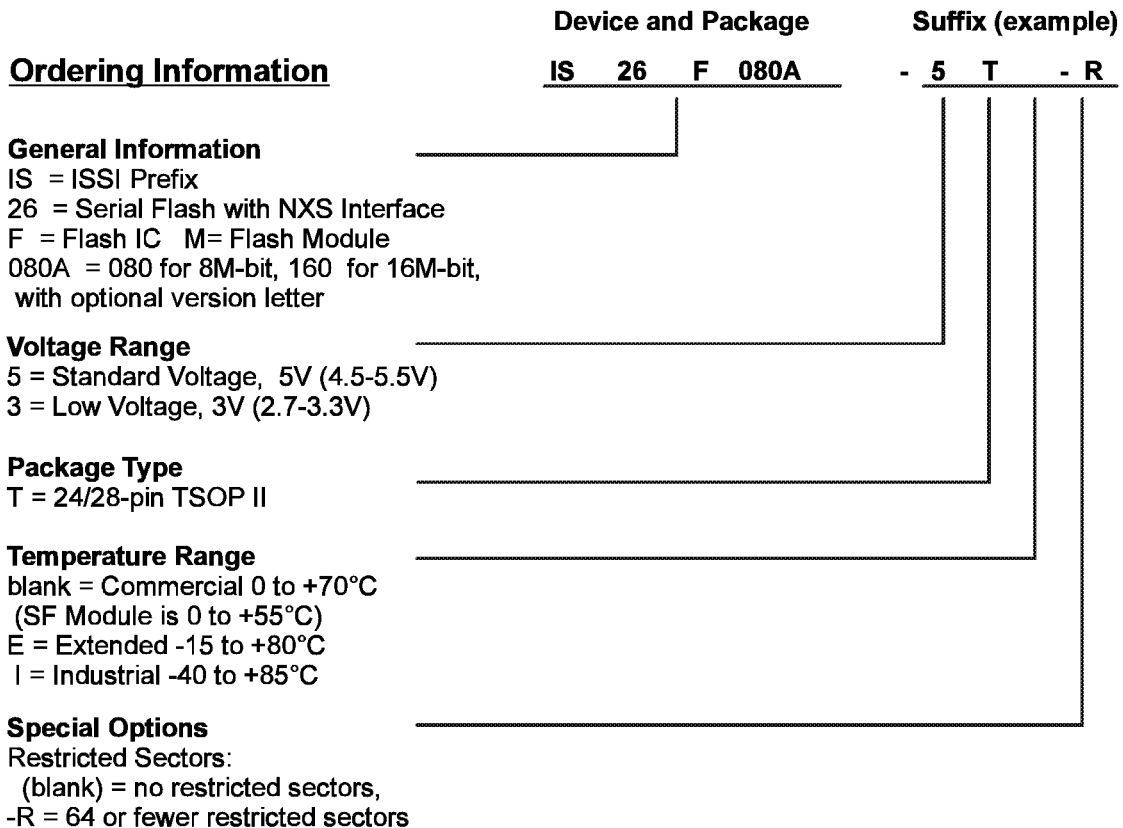 Device and Package Suffix (example)
Ordering Information IS 26 F 080A - 5 T - R
General Information
IS = ISSI Prefix
26 = Serial Flash with NXS Interface
F = Flash IC M= Flash Module
080A = 080 for 8M-bit, 160 for 16M-bit,
with optional version letter
Voltage Range
5 = Standard Voltage, 5V (4.5-5.5V)
3 = Low Voltage, 3V (2.7-3.3V)
Package Type
T = 24/28-pin TSOP II
Temperature Range
blank = Commercial 0 to +70°C
(SF Module is 0 to +55°C)
E = Extended -15 to +80°C
I = Industrial -40 to +85°C
Special Options
Restricted Sectors:
(blank) = no restricted sectors,
-R = 64 or fewer restricted sectors